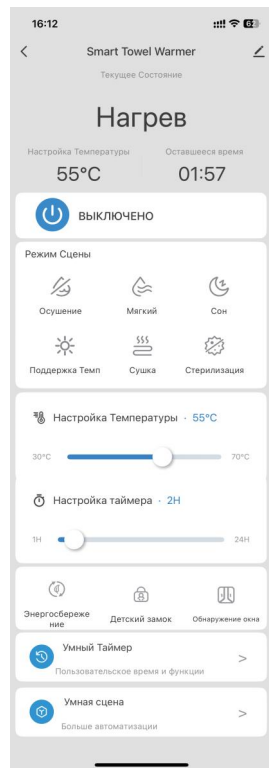 16:12
Smart Towel Warmer
Текущее Состояние
Нагрев
Настройка Температуры Оставшееся время
55°C 01:57
ВЫКЛЮЧЕНО
Режим Сцены
Осушение Мягкий Сон
Поддержка Темп Сушка Стерилизация
Настройка Температуры · 55°C
30°C 70°C
Настройка таймера · 2H
1H 24H
Энергосбереже
ние Детский замок Обнаружение окна
Умный Таймер
Пользовательское время и функции
Умная сцена
Больше автоматизации